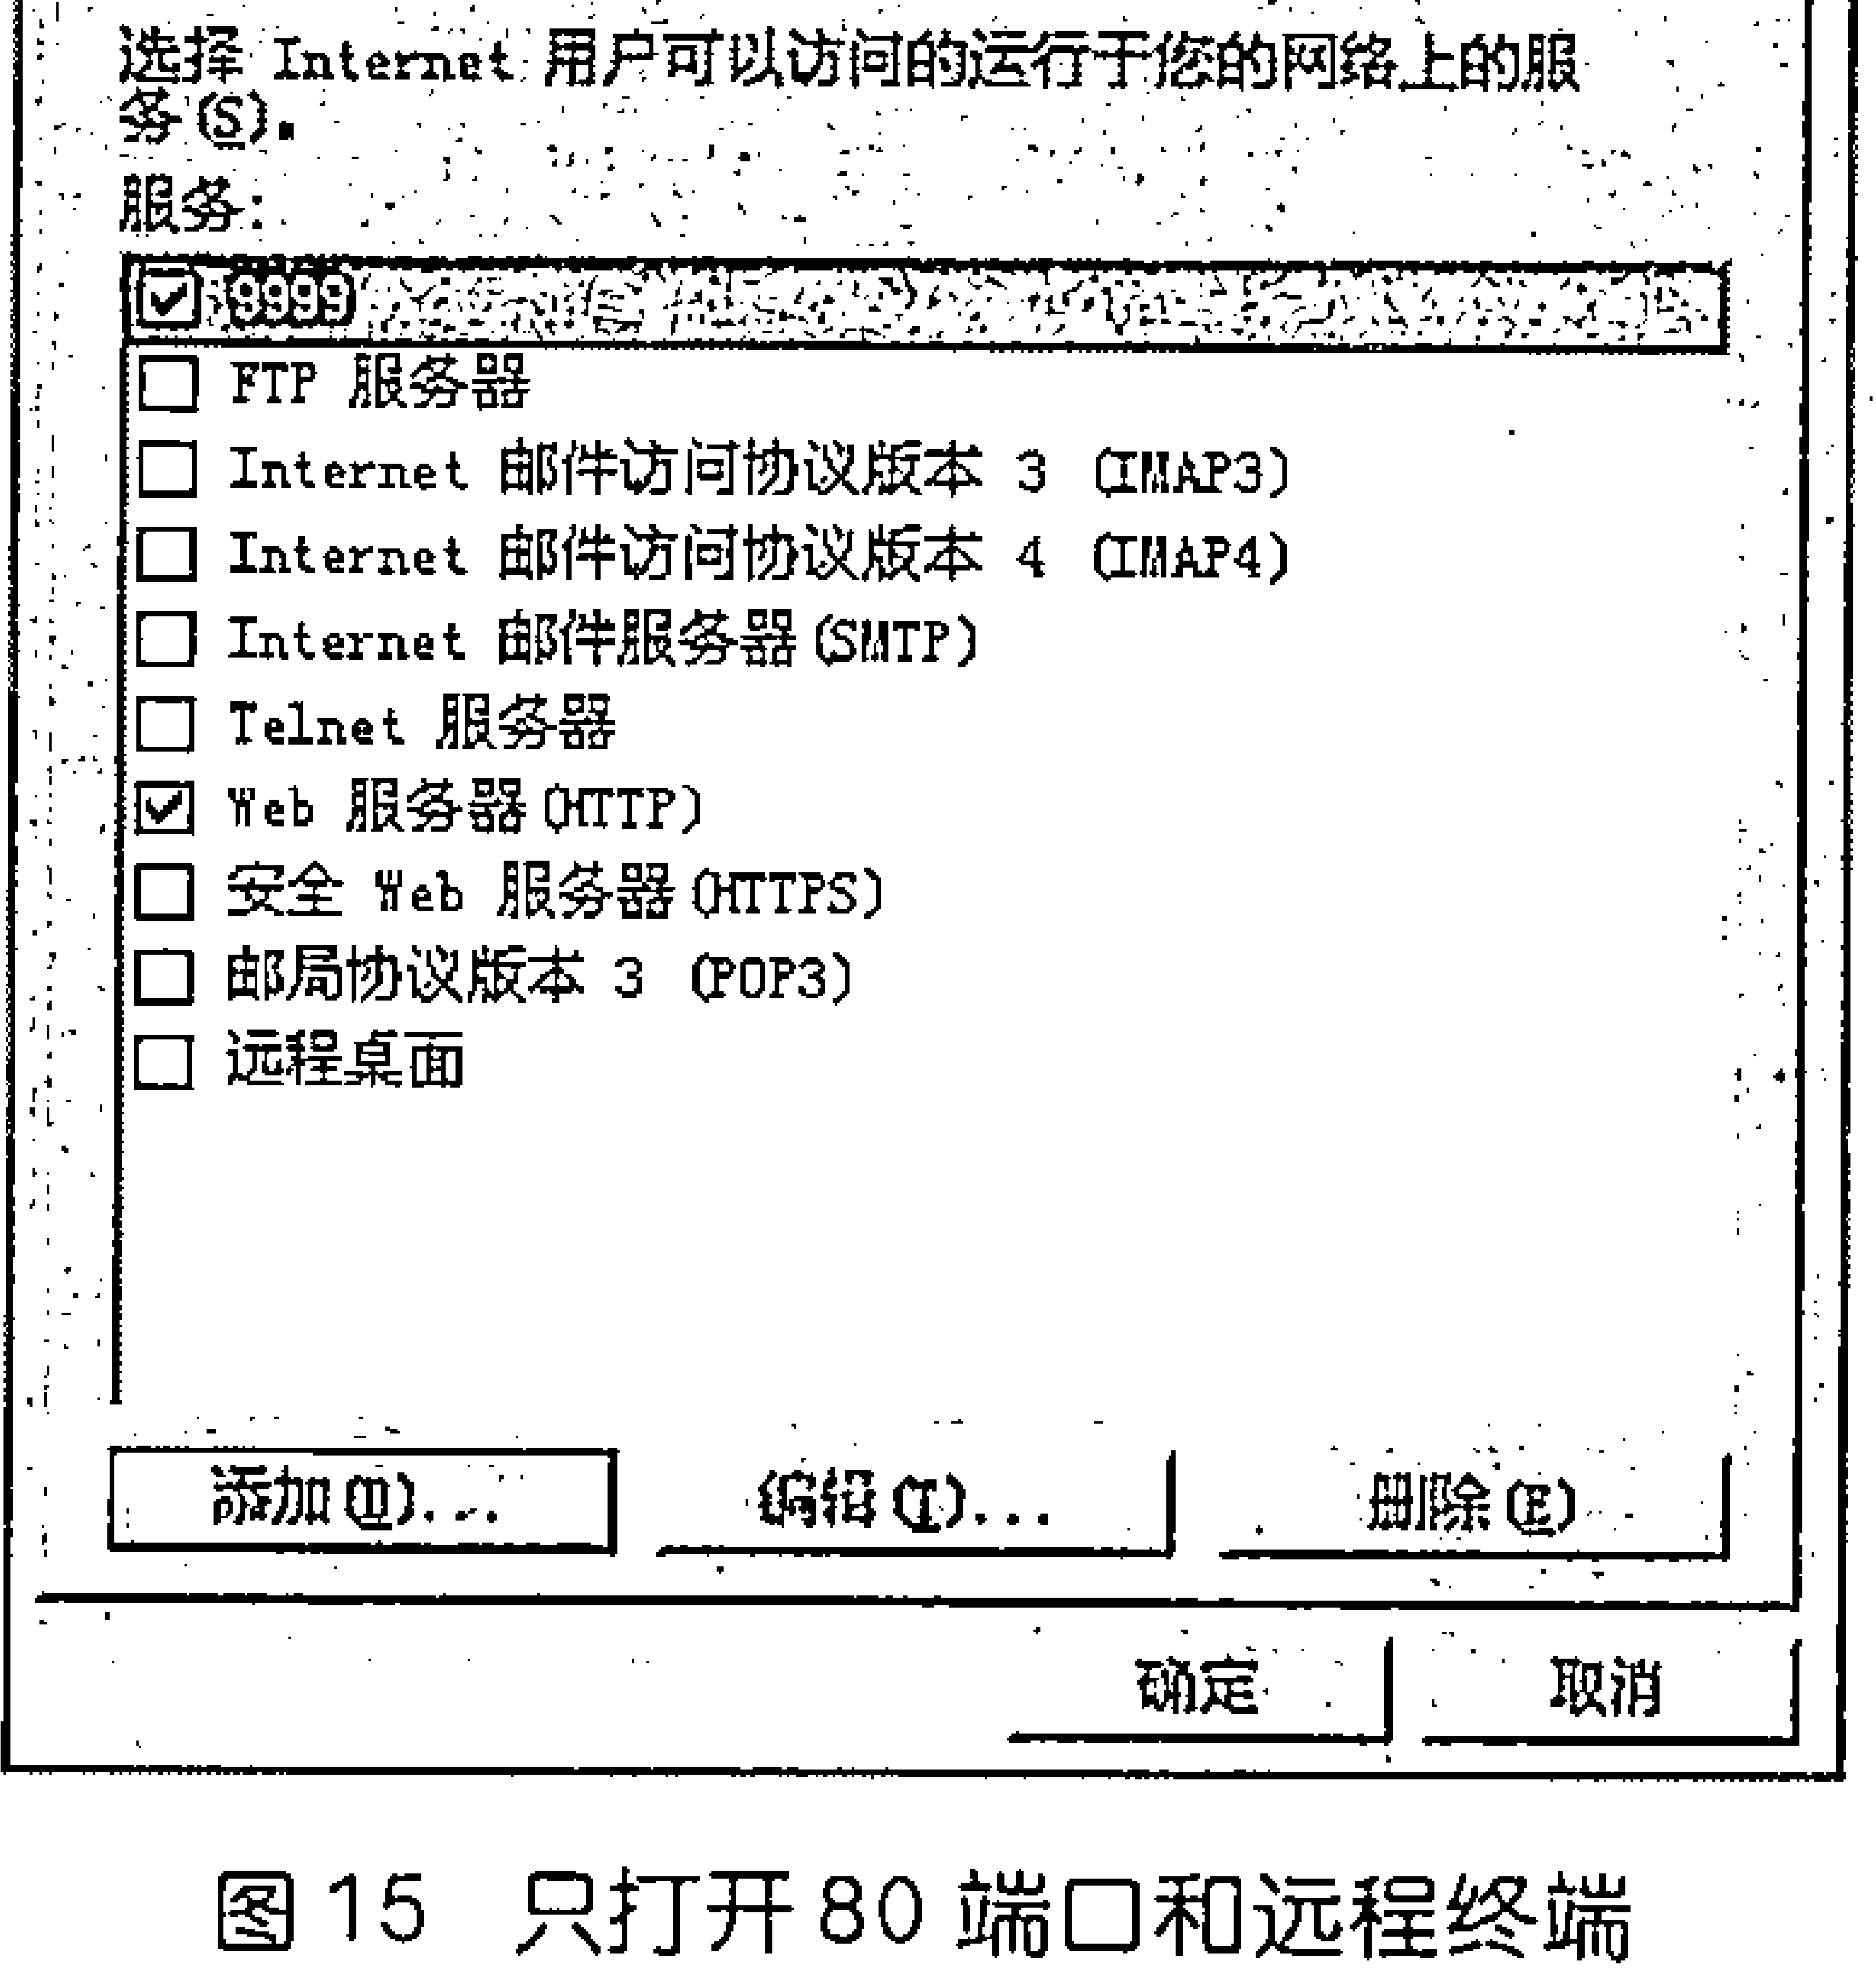 选择 Internet 用户可以访问的运行于您的网络上的服
务(S)。
服务:
9999
FTP 服务器
Internet 邮件访问协议版本 3 (IMAP3)
Internet 邮件访问协议版本 4 (IMAP4)
Internet 邮件服务器(SMTP)
Telnet 服务器
Web 服务器(HTTP)
安全 Web 服务器(HTTPS)
邮局协议版本 3 (POP3)
远程桌面
添加(D)... 编辑(T)... 删除(E)
确定 取消
图15 只打开80端口和远程终端